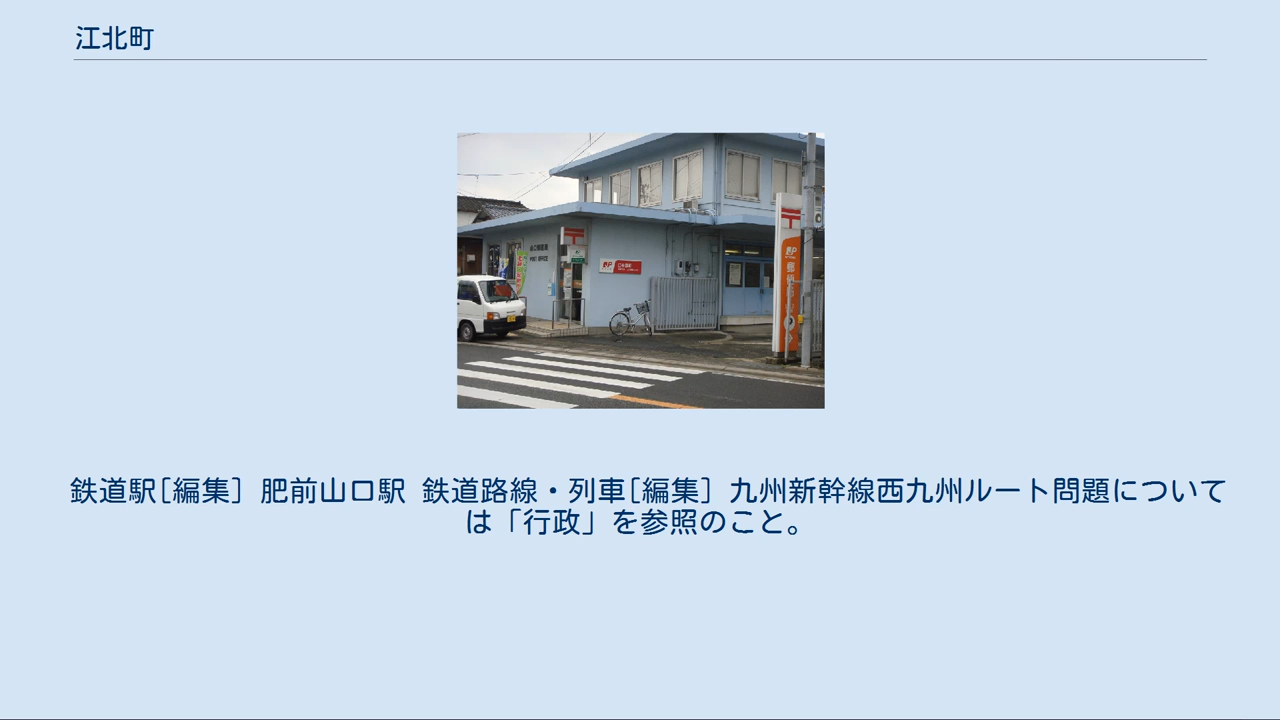 江北町
鉄道駅[編集] 肥前山口駅 鉄道路線・列車[編集] 九州新幹線西九州ルート問題について
は「行政」を参照のこと。